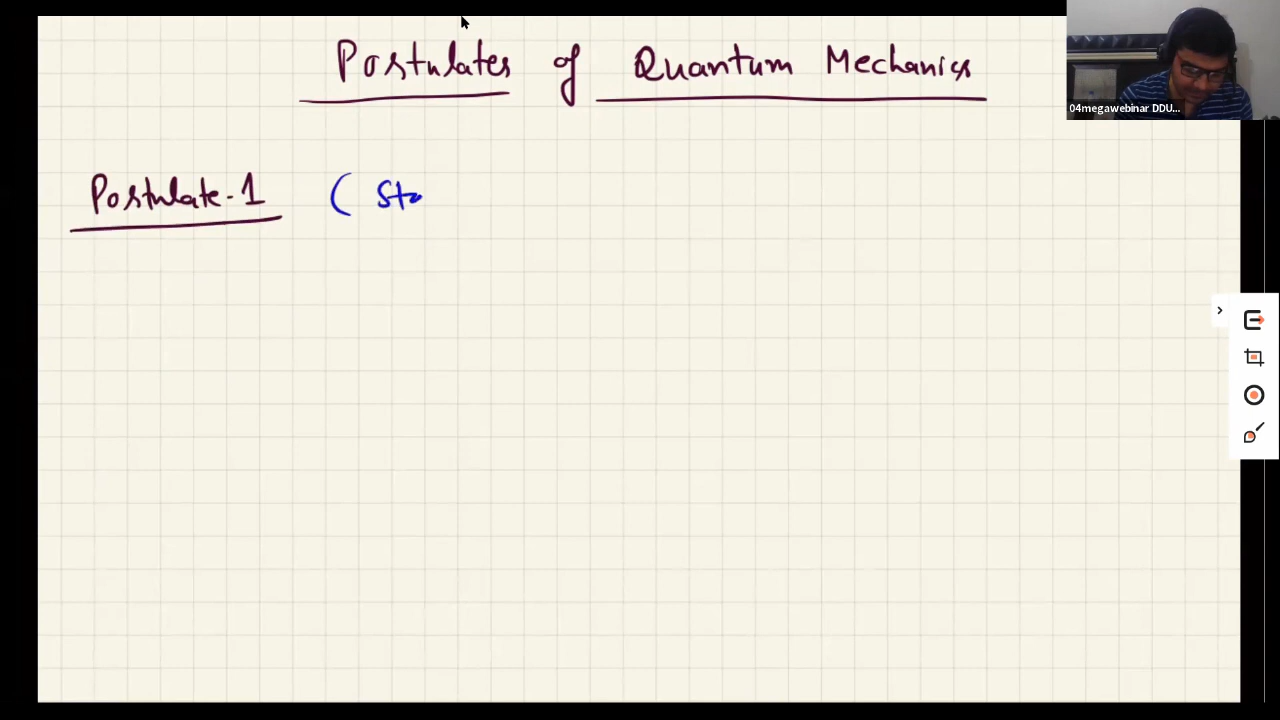 Postulates of Quantum Mechanics
04megawebinar DDU...
Postulate-1 ( Sta